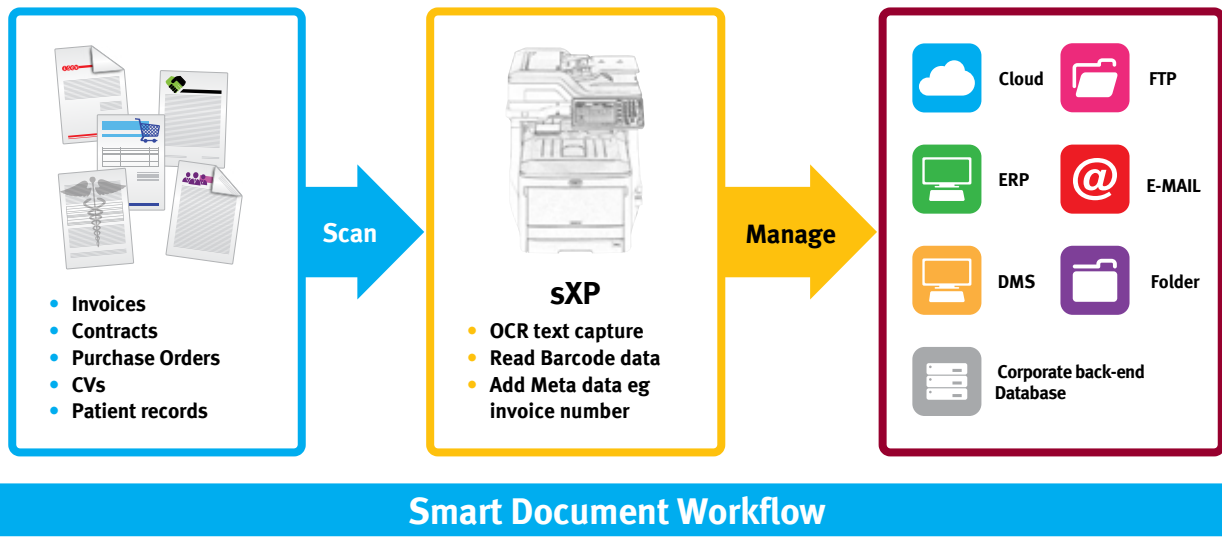 Invoices
Contracts
Purchase Orders
CVs
Patient records
Scan
sXP
OCR text capture
Read Barcode data
Add Meta data eg
invoice number
Manage
Cloud
FTP
ERP
@
E-MAIL
DMS
Folder
Corporate back-end
Database
Smart Document Workflow